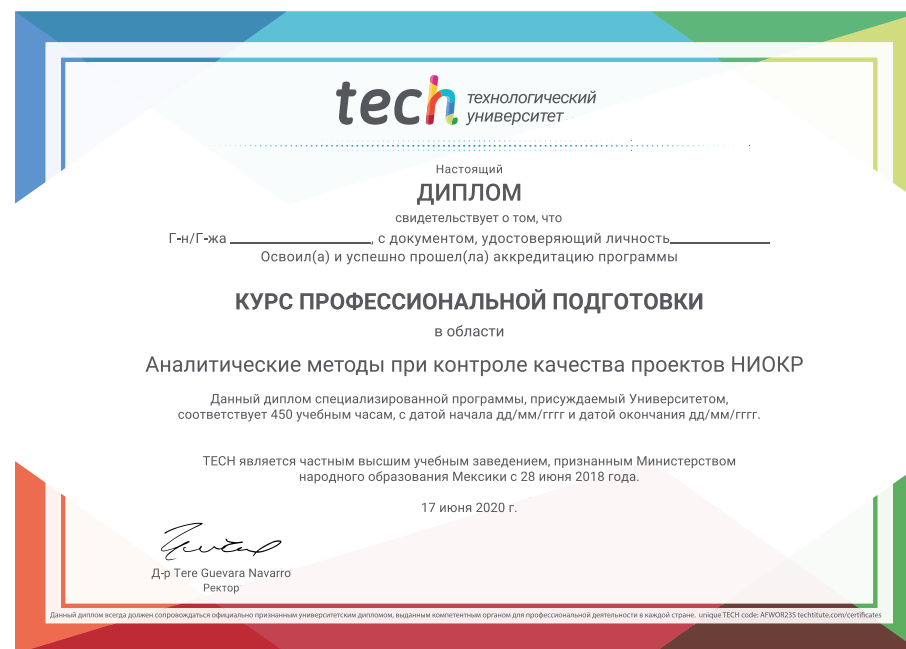 tech технологический
университет
Настоящий
ДИПЛОМ
свидетельствует о том, что
Г-н/Г-жа ____________, с документом, удостоверяющий личность____________
Освоил(а) и успешно прошел(ла) аккредитацию программы
КУРС ПРОФЕССИОНАЛЬНОЙ ПОДГОТОВКИ
в области
Аналитические методы при контроле качества проектов НИОКР
Данный диплом специализированной программы, присуждаемый Университетом,
соответствует 450 учебным часам, с датой начала дд/мм/гггг и датой окончания дд/мм/гггг.
TECH является частным высшим учебным заведением, признанным Министерством
народного образования Мексики с 28 июня 2018 года.
17 июня 2020 г.
Д-р Tere Guevara Navarro
Ректор
Данный диплом всегда должен сопровождаться официально признанным университетским дипломом, выданным компетентным органом для профессиональной деятельности в каждой стране. unique TECH code: AFWOR23S techtitute.com/certificates